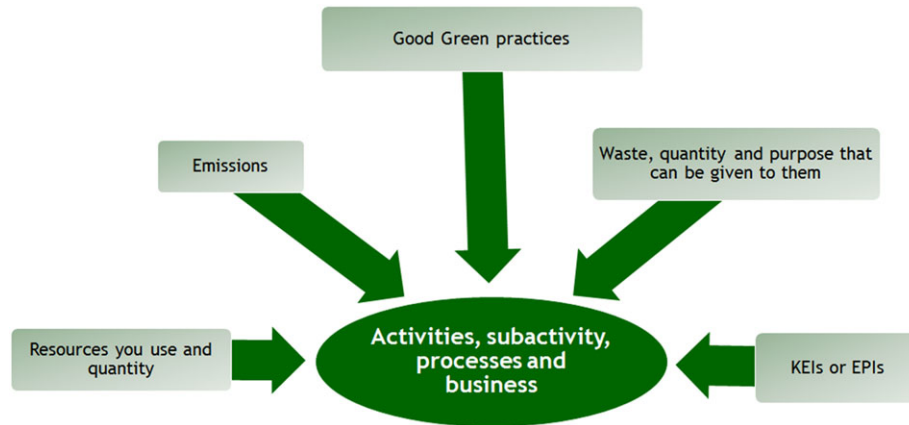 Good Green practices
Emissions
Waste, quantity and purpose that
can be given to them
Resources you use and
quantity
Activities, subactivity,
processes and
business
KEIs or EPIs